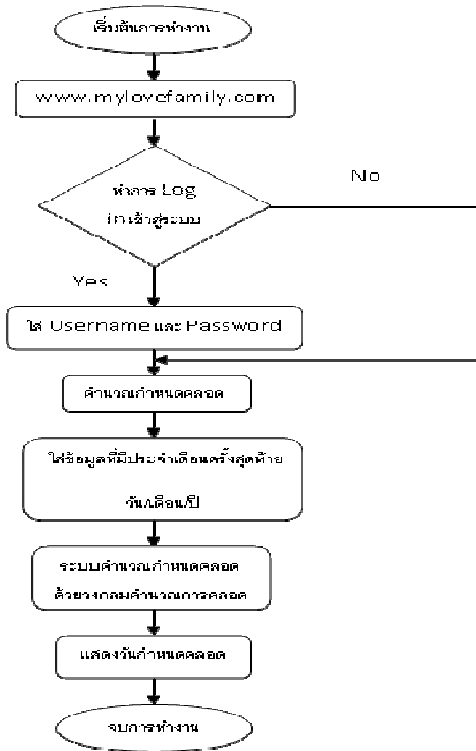 เริ่มต้นการทำงาน
www.mylovefamily.com
ทำการ Log
in เข้าสู่ระบบ
No
Yes
ใส่ Username และ Password
คำนวณกำหนดคลอด
ใส่ข้อมูลที่มีประจำเดือนครั้งสุดท้าย
วัน/เดือน/ปี
ระบบคำนวณกำหนดคลอด
ด้วยวงกลมคำนวณการคลอด
แสดงวันกำหนดคลอด
จบการทำงาน